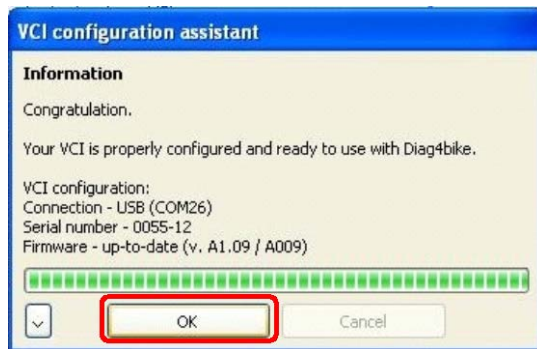 VCI configuration assistant
Information
Congratulation.
Your VCI is properly configured and ready to use with Diag4bike.
VCI configuration:
Connection - USB (COM26)
Serial number - 0055-12
Firmware - up-to-date (v. A1.09 / A009)
OK
Cancel